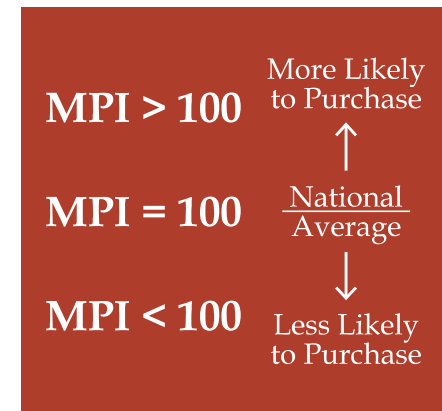 MPI > 100
More Likely
to Purchase
MPI = 100
National
Average
MPI < 100
Less Likely
to Purchase